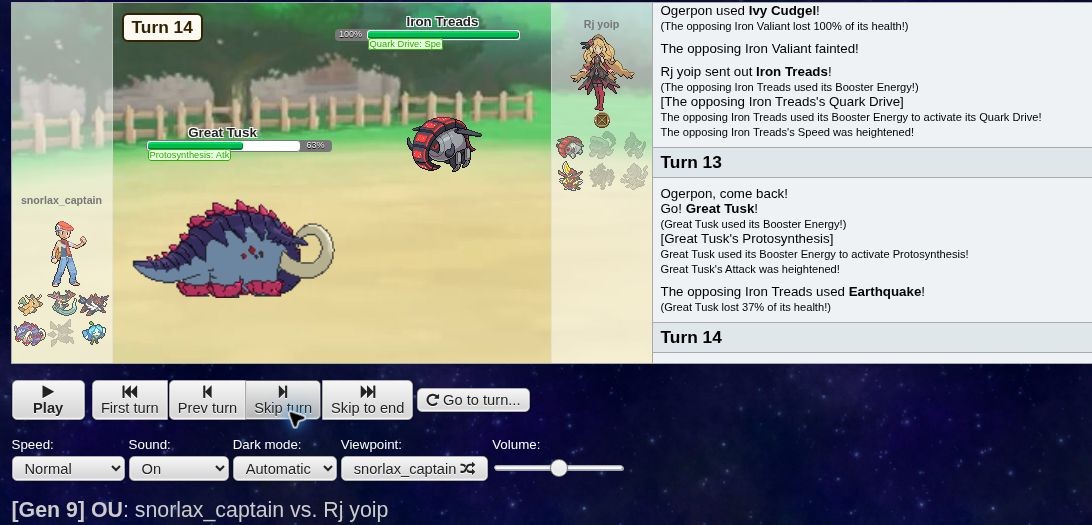 Turn 14
Iron Treads
100%
Quark Drive: Spe
Great Tusk
63%
Protosynthesis: Atk
snorlax_captain
Rj yoip
Ogerpon used Ivy Cudgel!
(The opposing Iron Valiant lost 100% of its health!)
The opposing Iron Valiant fainted!
Rj yoip sent out Iron Treads!
(The opposing Iron Treads used its Booster Energy!)
[The opposing Iron Treads's Quark Drive]
The opposing Iron Treads used its Booster Energy to activate its Quark Drive!
The opposing Iron Treads's Speed was heightened!
Turn 13
Ogerpon, come back!
Go! Great Tusk!
(Great Tusk used its Booster Energy!)
[Great Tusk's Protosynthesis]
Great Tusk used its Booster Energy to activate Protosynthesis!
Great Tusk's Attack was heightened!
The opposing Iron Treads used Earthquake!
(Great Tusk lost 37% of its health!)
Turn 14
Play
First turn
Prev turn
Skip turn
Skip to end
Go to turn...
Speed:
Sound:
Dark mode:
Viewpoint:
Volume:
Normal
On
Automatic
snorlax_captain
[Gen 9] OU: snorlax_captain vs. Rj yoip